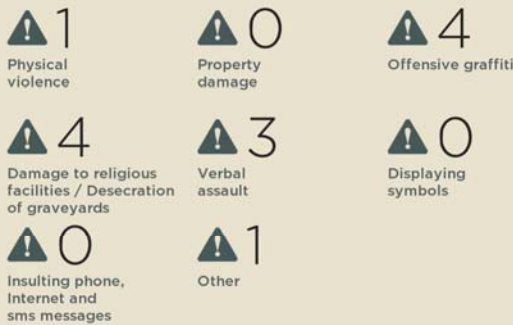 1
Physical
violence
0
Property
damage
4
Offensive graffiti
4
Damage to religious
facilities / Desecration
of graveyards
3
Verbal
assault
0
Displaying
symbols
0
Insulting phone,
Internet and
sms messages
1
Other